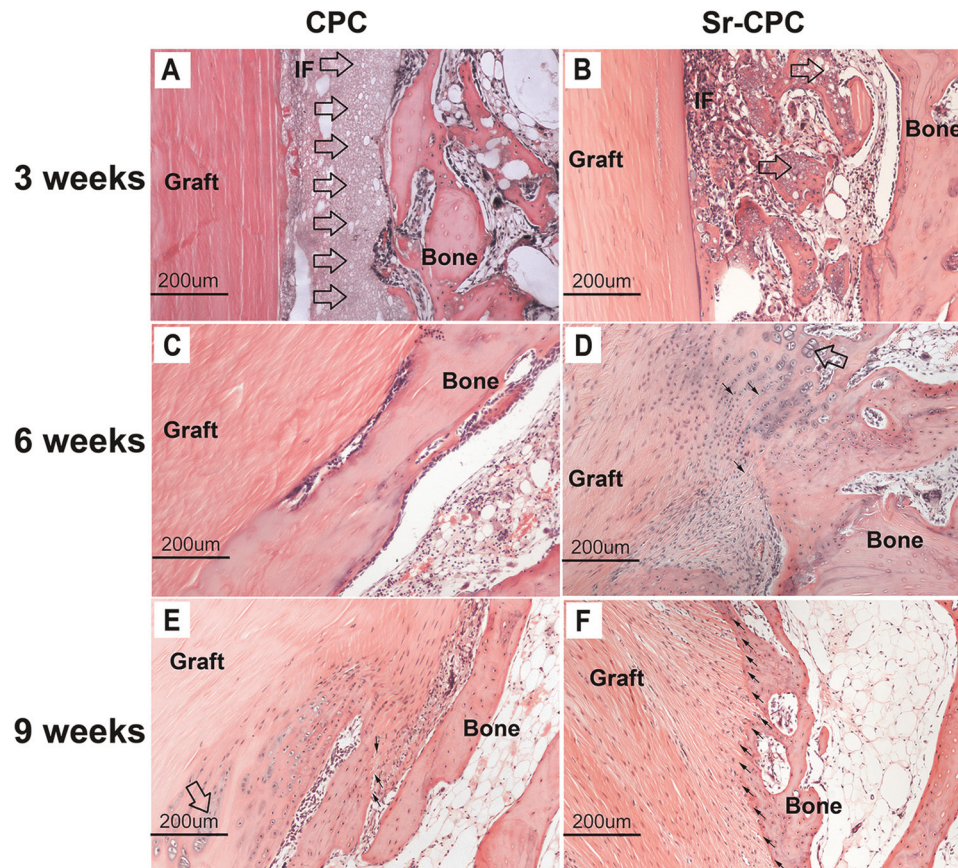 CPC Sr-CPC
3 weeks
A
IF
Graft
Bone
200um
B
IF
Graft
Bone
200um
6 weeks
C
Graft
Bone
200um
D
Graft
Bone
200um
9 weeks
E
Graft
Bone
200um
F
Graft
Bone
200um